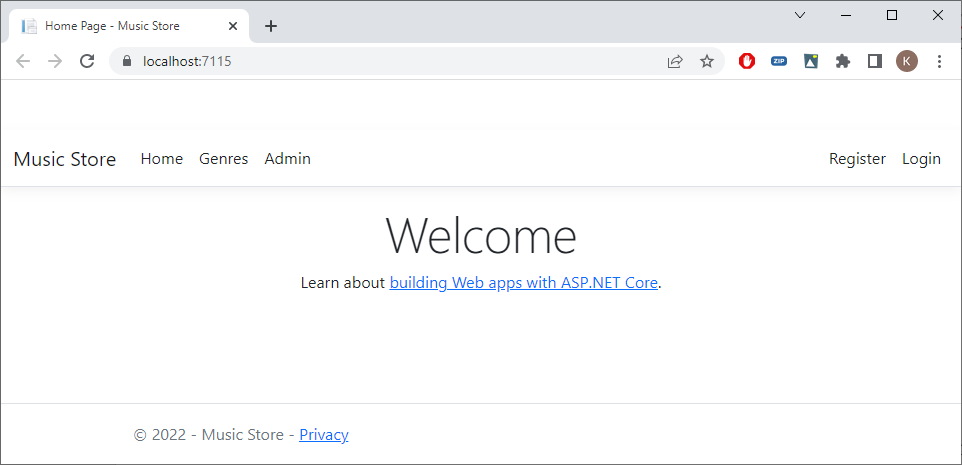 Home Page - Music Store
localhost:7115
ZIP
K
Music Store Home Genres Admin Register Login
Welcome
Learn about building Web apps with ASP.NET Core.
© 2022 - Music Store - Privacy